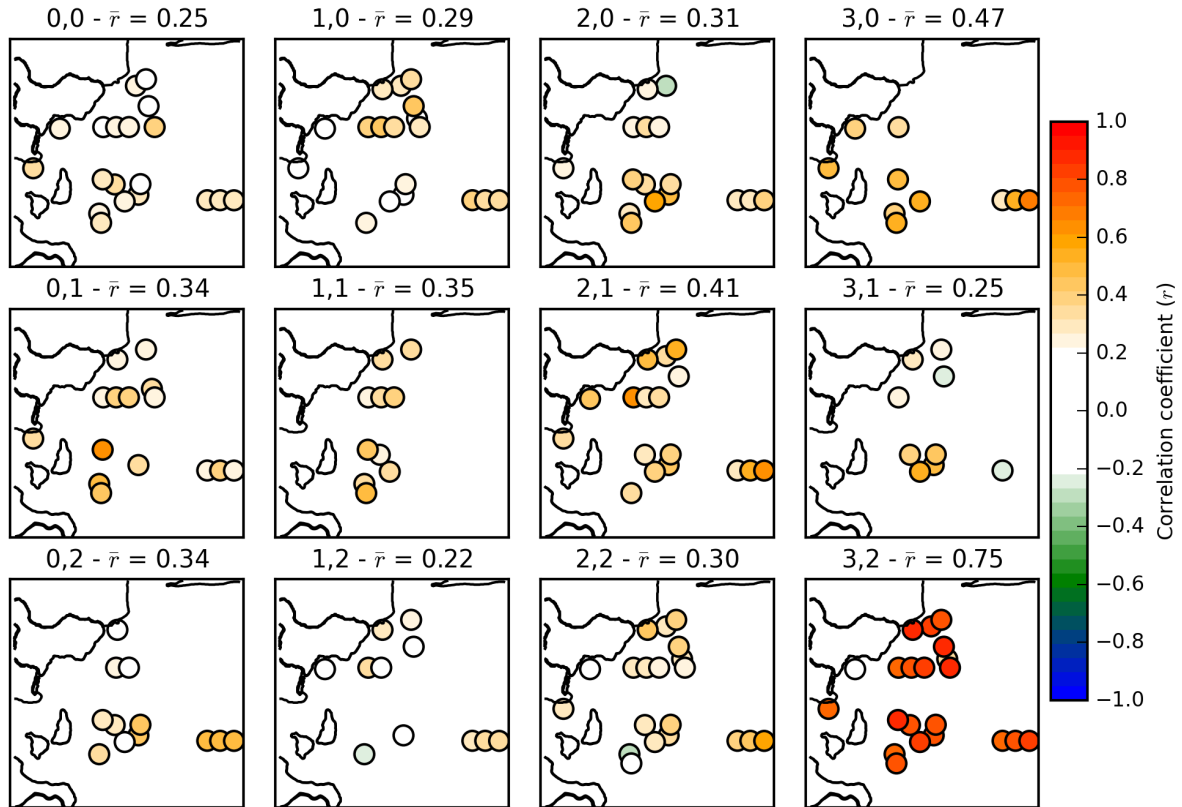 0,0 - r̄ = 0.25
1,0 - r̄ = 0.29
2,0 - r̄ = 0.31
3,0 - r̄ = 0.47
0,1 - r̄ = 0.34
1,1 - r̄ = 0.35
2,1 - r̄ = 0.41
3,1 - r̄ = 0.25
0,2 - r̄ = 0.34
1,2 - r̄ = 0.22
2,2 - r̄ = 0.30
3,2 - r̄ = 0.75
1.0
0.8
0.6
0.4
0.2
0.0
−0.2
−0.4
−0.6
−0.8
−1.0
Correlation coefficient (r)